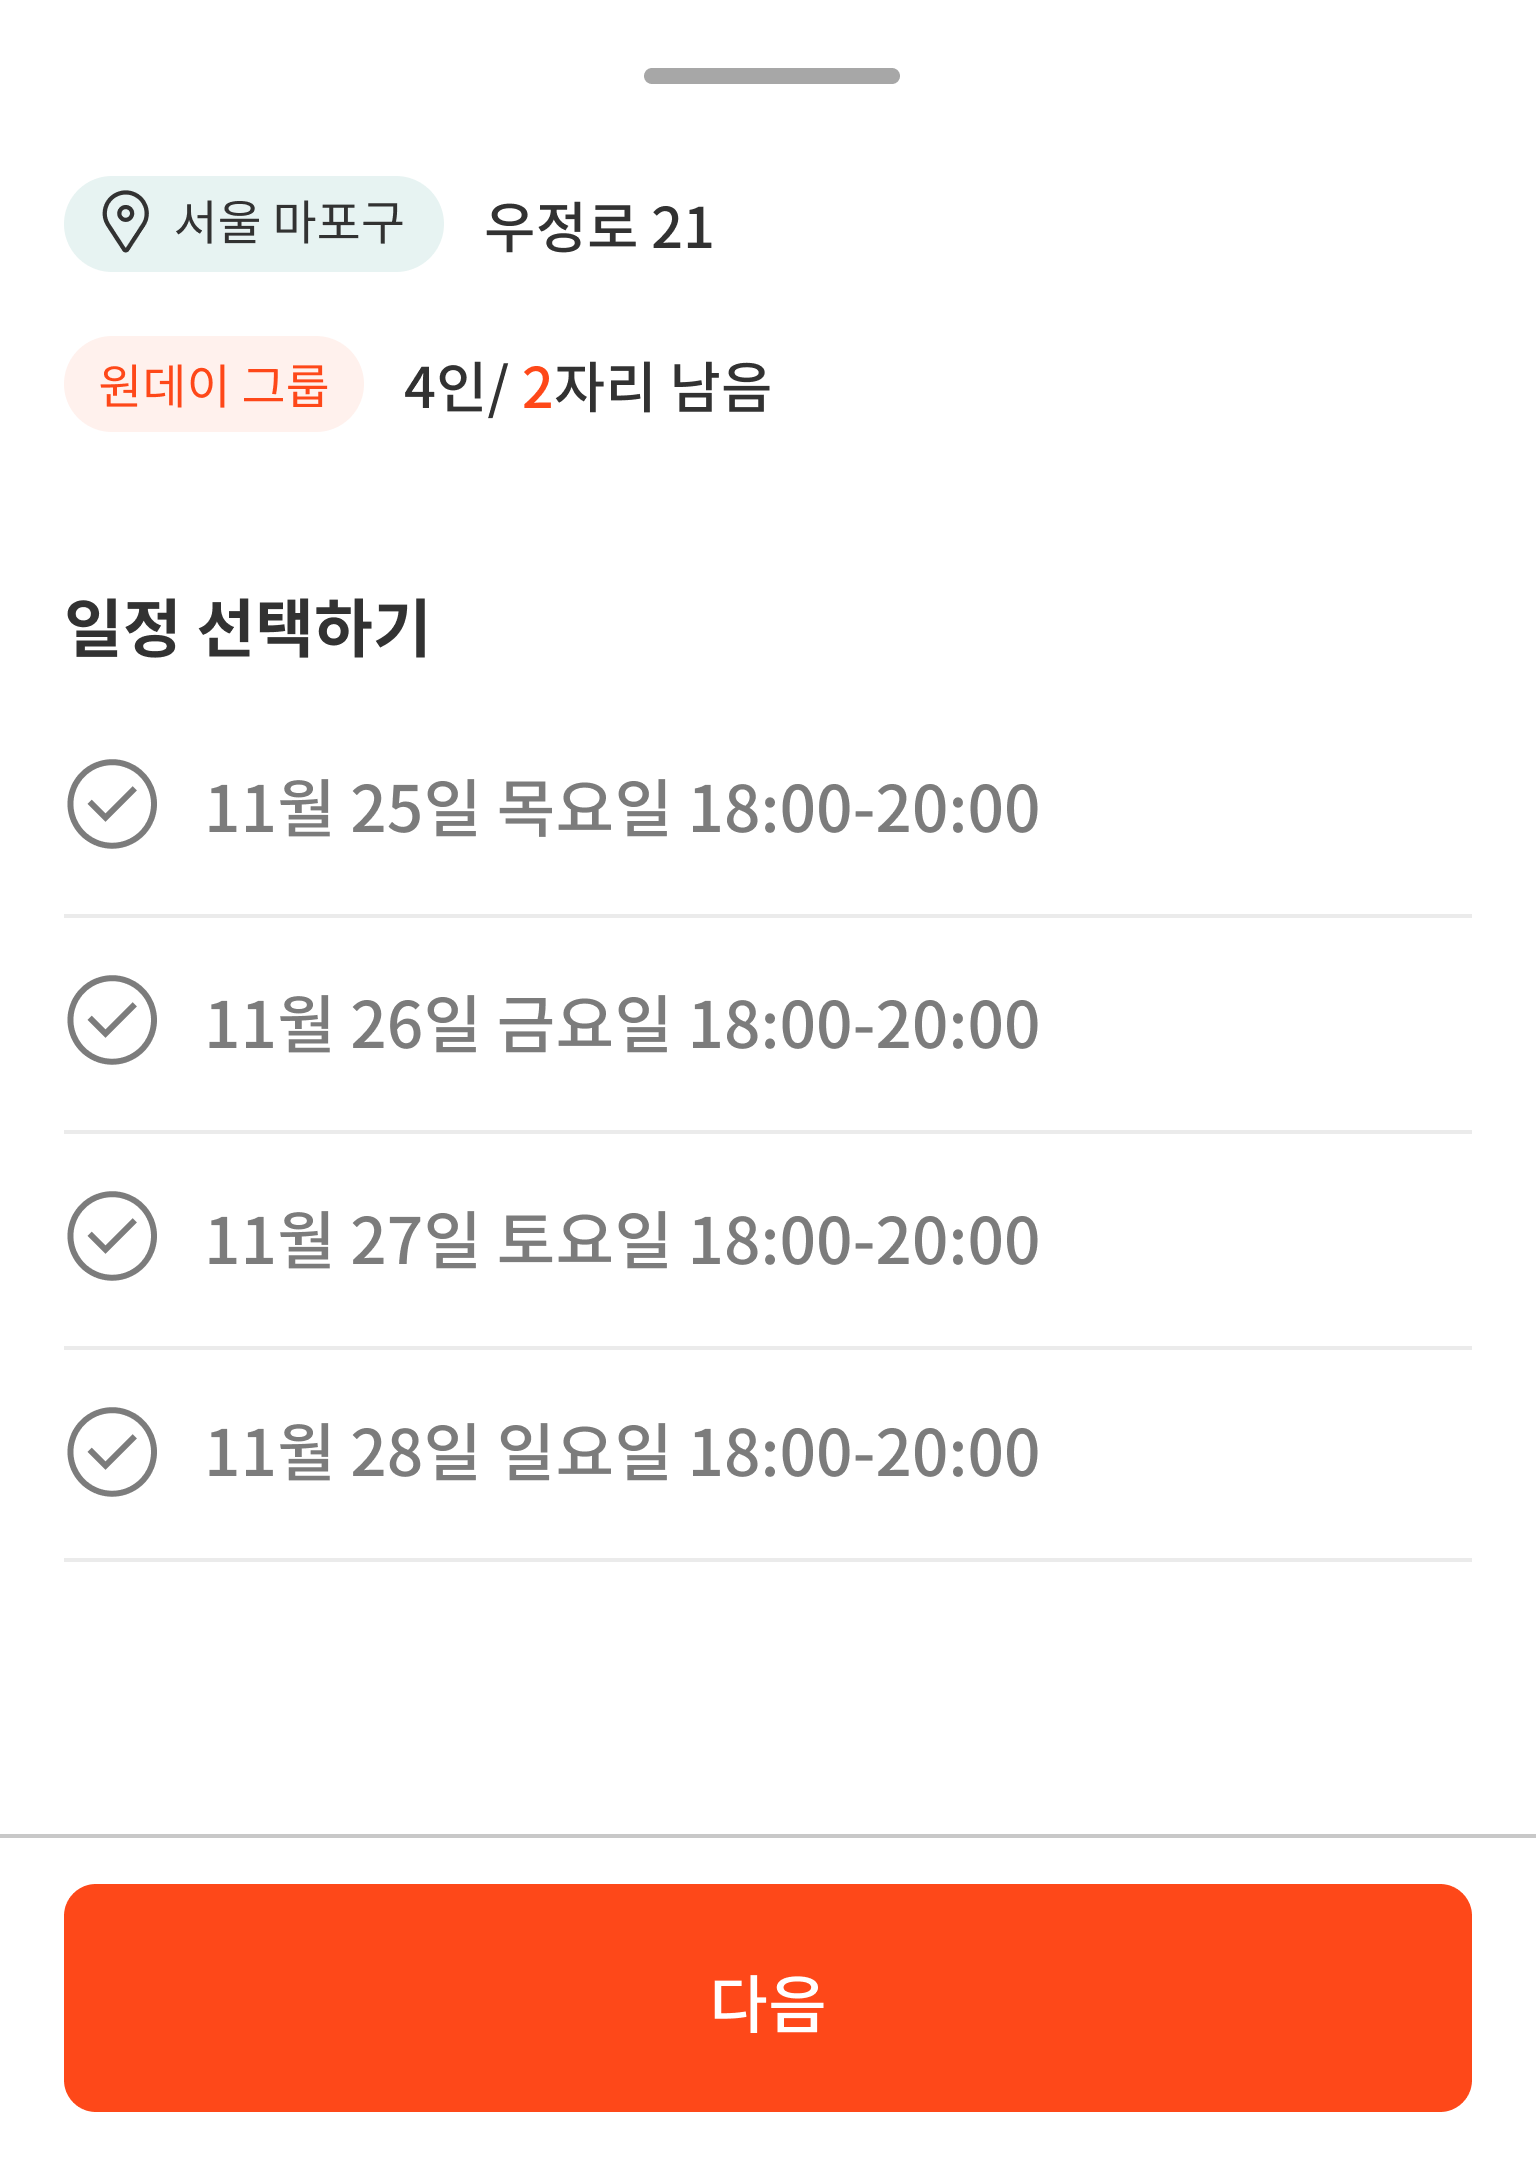 서울 마포구 우정로 21
원데이 그룹 4인/ 2자리 남음
일정 선택하기
11월 25일 목요일 18:00-20:00
11월 26일 금요일 18:00-20:00
11월 27일 토요일 18:00-20:00
11월 28일 일요일 18:00-20:00
다음